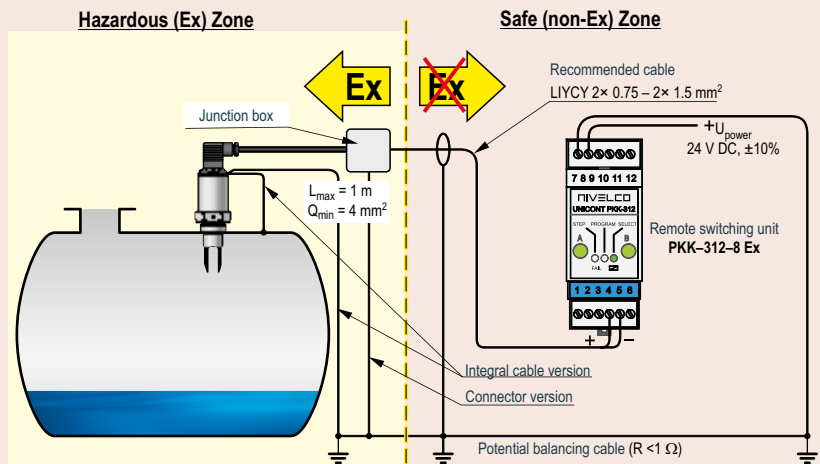 Hazardous (Ex) Zone
Safe (non-Ex) Zone
Ex
Ex
Recommended cable
LIYCY 2× 0.75 – 2× 1.5 mm²
Junction box
+U_power
24 V DC, ±10%
7 8 9 10 11 12
NIVELCO
UNICONT PKK-312
STEP PROGRAM SELECT
A
B
FAIL
1 2 3 4 5 6
Remote switching unit
PKK–312–8 Ex
L_max = 1 m
Q_min = 4 mm²
+ –
Integral cable version
Connector version
Potential balancing cable (R <1 Ω)